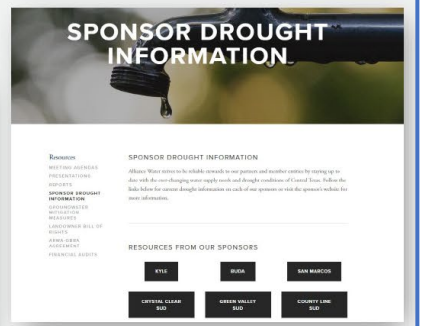 SPONSOR DROUGHT
INFORMATION
Resources
MEETING AGENDAS
PRESENTATIONS
REPORTS
SPONSOR DROUGHT
INFORMATION
GROUNDWATER
MITIGATION
MEASURES
LANDOWNER BILL OF
RIGHTS
ARWA-GBRA
AGREEMENT
FINANCIAL AUDITS
SPONSOR DROUGHT INFORMATION
Alliance Water strives to be reliable stewards to our partners and member entities by staying up to
date with the ever-changing water supply needs and drought conditions of Central Texas. Follow the
links below for current drought information on each of our sponsors or visit the sponsor's website for
more information.
RESOURCES FROM OUR SPONSORS
KYLE
BUDA
SAN MARCOS
CRYSTAL CLEAR
SUD
GREEN VALLEY
SUD
COUNTY LINE
SUD